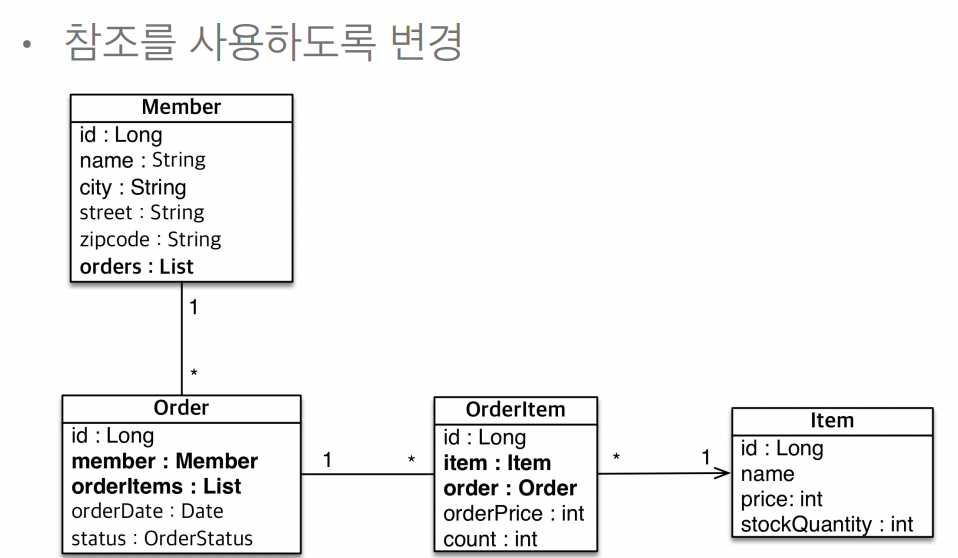 • 참조를 사용하도록 변경
Member
id : Long
name : String
city : String
street : String
zipcode : String
orders : List
1
*
Order
id : Long
member : Member
orderItems : List
orderDate : Date
status : OrderStatus
1
*
OrderItem
id : Long
item : Item
order : Order
orderPrice : int
count : int
*
1
Item
id : Long
name
price: int
stockQuantity : int